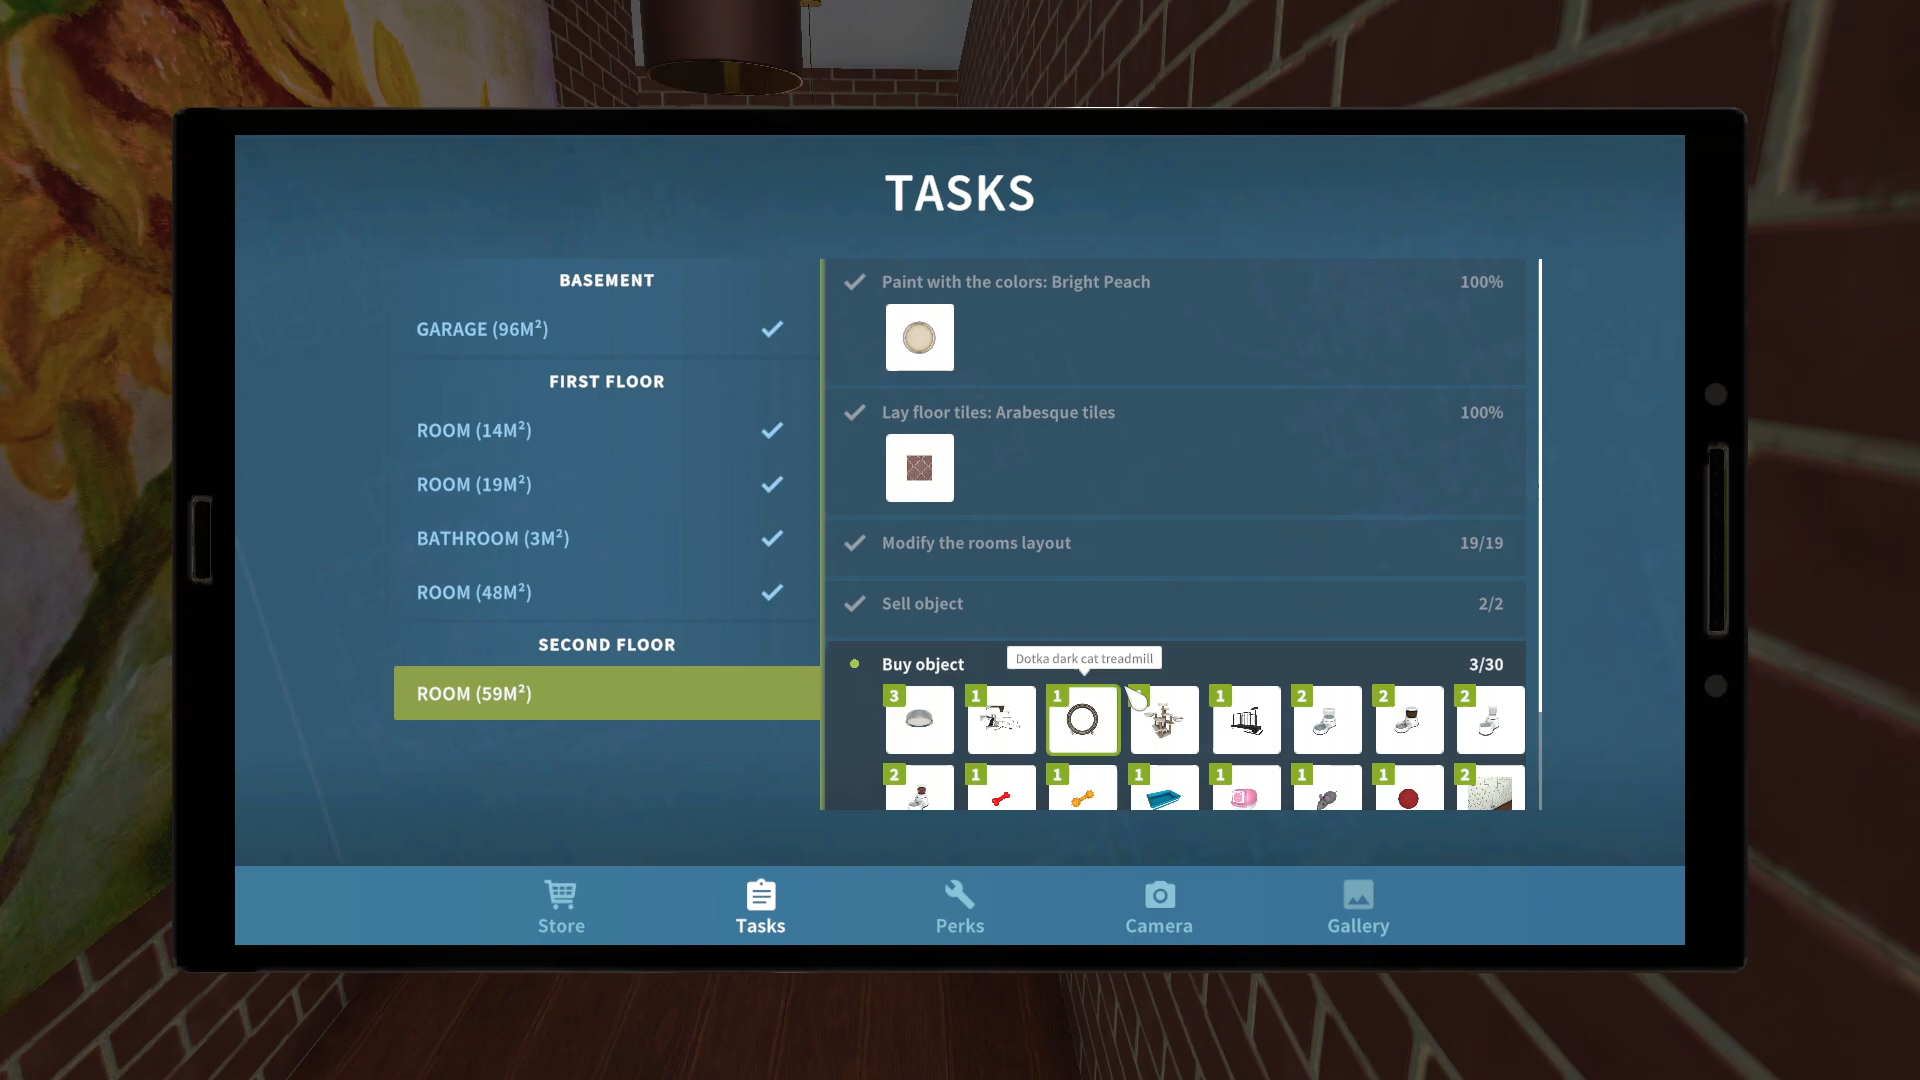 TASKS
BASEMENT
GARAGE (96M²)
FIRST FLOOR
ROOM (14M²)
ROOM (19M²)
BATHROOM (3M²)
ROOM (48M²)
SECOND FLOOR
ROOM (59M²)
Paint with the colors: Bright Peach 100%
Lay floor tiles: Arabesque tiles 100%
Modify the rooms layout 19/19
Sell object 2/2
Dotka dark cat treadmill
Buy object 3/30
3 1 1 1 2 2 2
2 1 1 1 1 1 1 2
Store Tasks Perks Camera Gallery